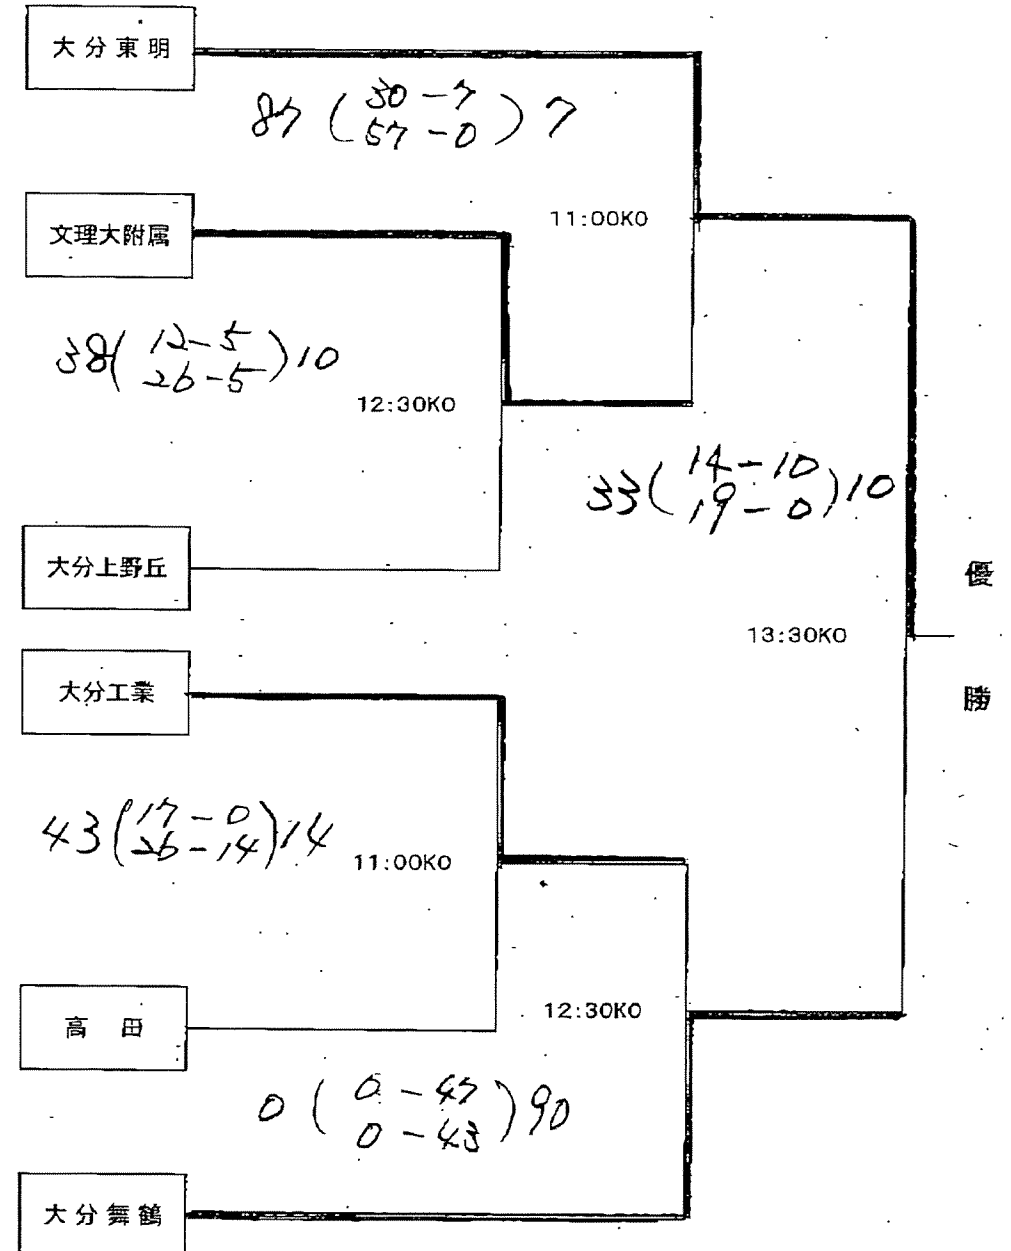 大分東明
87 ( 30 - 7 ) 7
57 - 0
11:00KO
文理大附属
38 ( 12 - 5 ) 10
26 - 5
12:30KO
33 ( 14 - 10 ) 10
19 - 0
大分上野丘
優勝
13:30KO
大分工業
43 ( 17 - 0 ) 14
26 - 14
11:00KO
高田
12:30KO
0 ( 0 - 47 ) 90
0 - 43
大分舞鶴